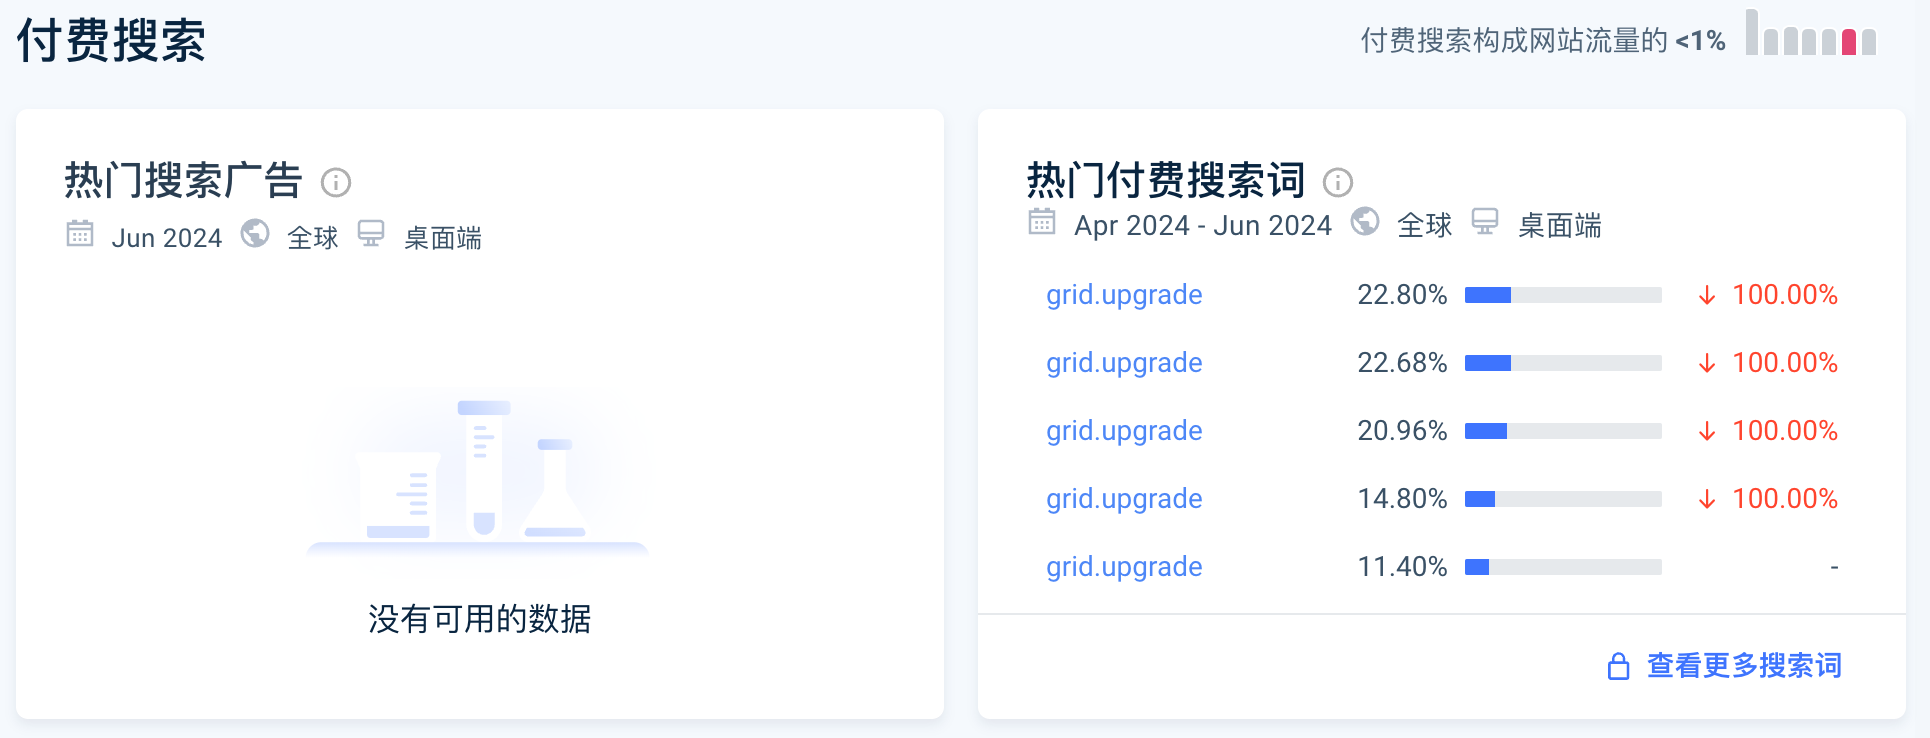 付费搜索
付费搜索构成网站流量的 <1%
热门搜索广告
Jun 2024 全球 桌面端
没有可用的数据
热门付费搜索词
Apr 2024 - Jun 2024 全球 桌面端
grid.upgrade 22.80% ↓ 100.00%
grid.upgrade 22.68% ↓ 100.00%
grid.upgrade 20.96% ↓ 100.00%
grid.upgrade 14.80% ↓ 100.00%
grid.upgrade 11.40% -
查看更多搜索词